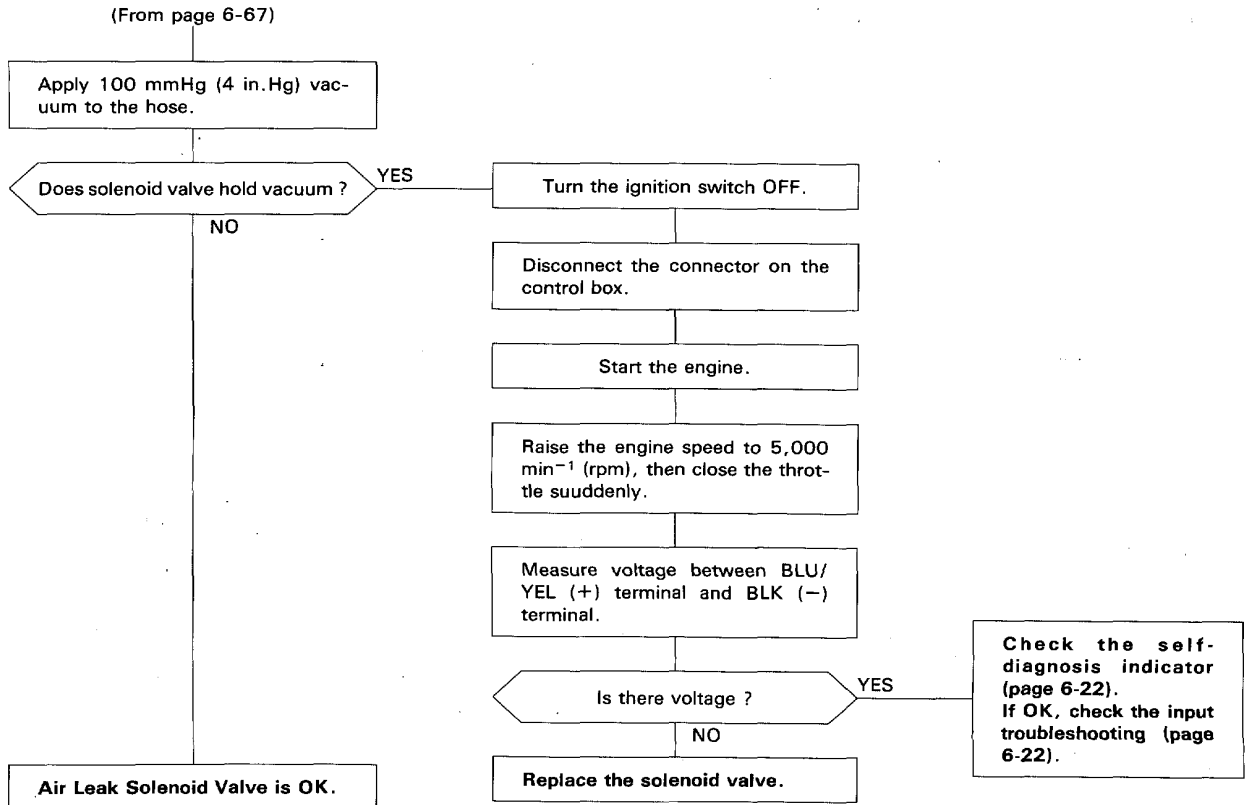 (From page 6-67)
Apply 100 mmHg (4 in.Hg) vac-
uum to the hose.
Does solenoid valve hold vacuum ?
YES
NO
Turn the ignition switch OFF.
Disconnect the connector on the
control box.
Start the engine.
Raise the engine speed to 5,000
min⁻¹ (rpm), then close the throt-
tle suuddenly.
Measure voltage between BLU/
YEL (+) terminal and BLK (−)
terminal.
Is there voltage ?
YES
NO
Check the self-
diagnosis indicator
(page 6-22).
If OK, check the input
troubleshooting (page
6-22).
Air Leak Solenoid Valve is OK.
Replace the solenoid valve.